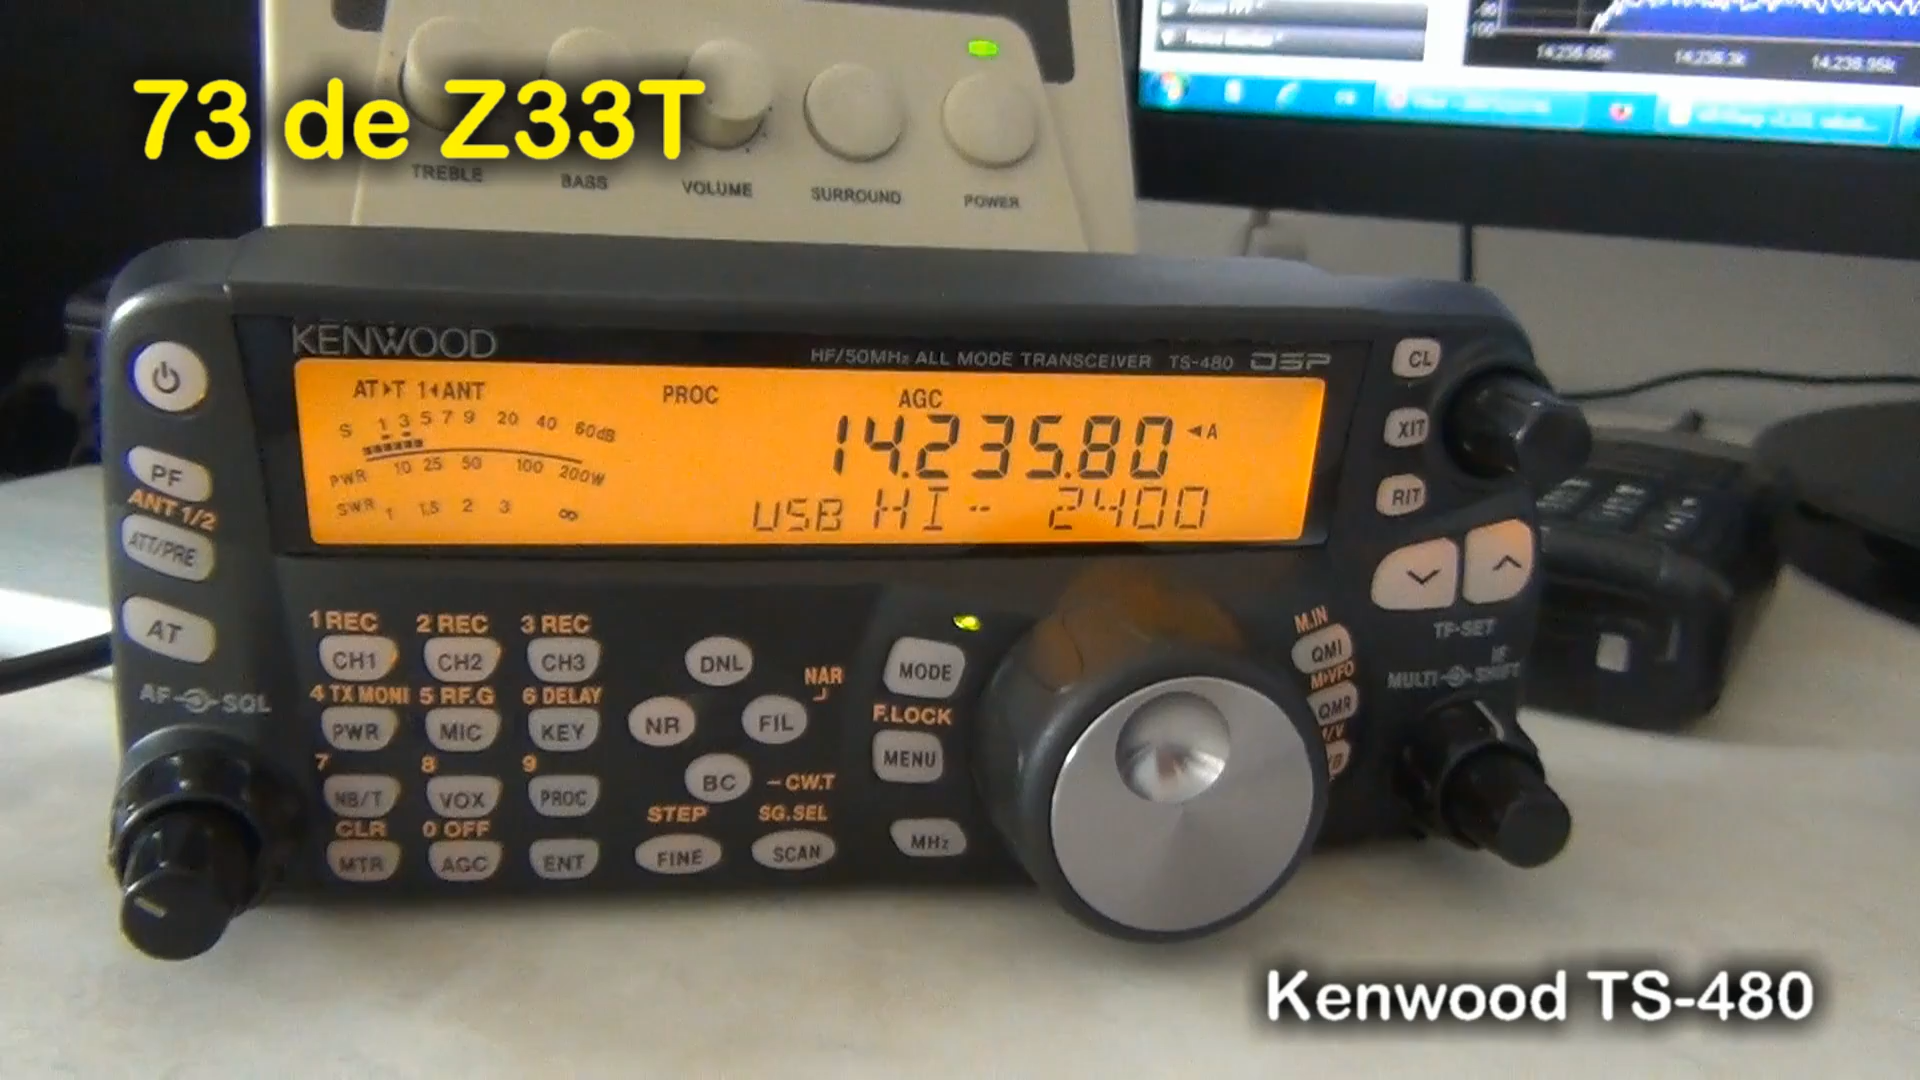 73 de Z33T
TREBLE BASS VOLUME SURROUND POWER
KENWOOD
HF/50MHz ALL MODE TRANSCEIVER TS-480 DSP
AT▸T 1◂ANT PROC AGC
S 1 3 5 7 9 20 40 60dB
14.235.80 ◂A
PWR 10 25 50 100 200W
SWR 1 1.5 2 3 ∞
USB HI- 2400
CL
XIT
RIT
PF
ANT 1/2
ATT/PRE
AT
AF SQL
1 REC 2 REC 3 REC
CH1 CH2 CH3
4 TX MONI 5 RF.G 6 DELAY
PWR MIC KEY
7 8 9
NB/T VOX PROC
CLR 0 OFF
MTR AGC ENT
DNL
NAR
NR FIL
BC - CW.T
STEP SG.SEL
FINE SCAN
MODE
F.LOCK
MENU
MHz
M.IN
QMI
M▸VFO
QMR
TF-SET
MULTI IF SHIFT
Kenwood TS-480